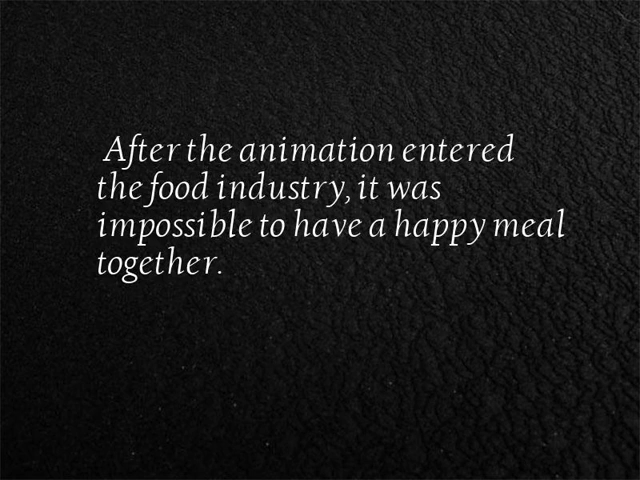 After the animation entered
the food industry, it was
impossible to have a happy meal
together.